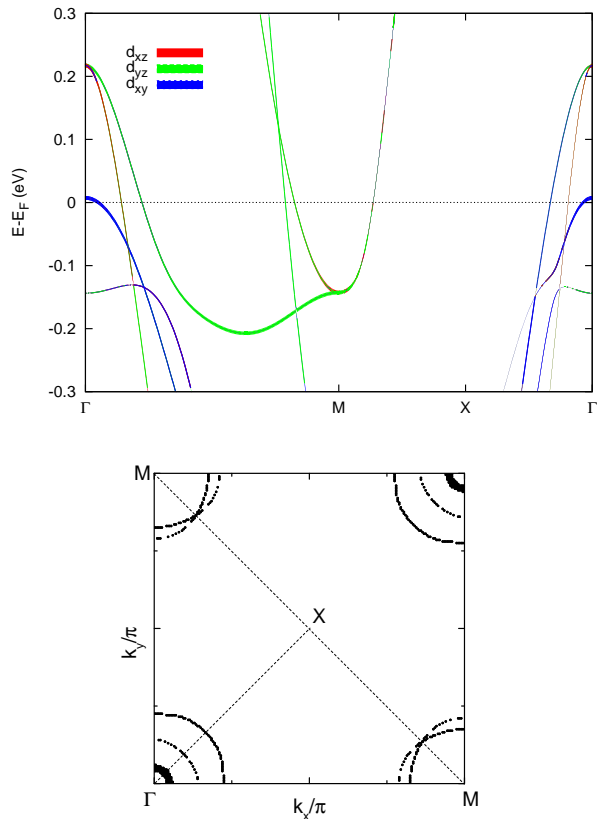 0.3
d_xz
d_yz
d_xy
0.2
0.1
0
-0.1
-0.2
-0.3
E-E_F (eV)
Γ M X Γ
M
X
k_y/π
Γ M
k_x/π